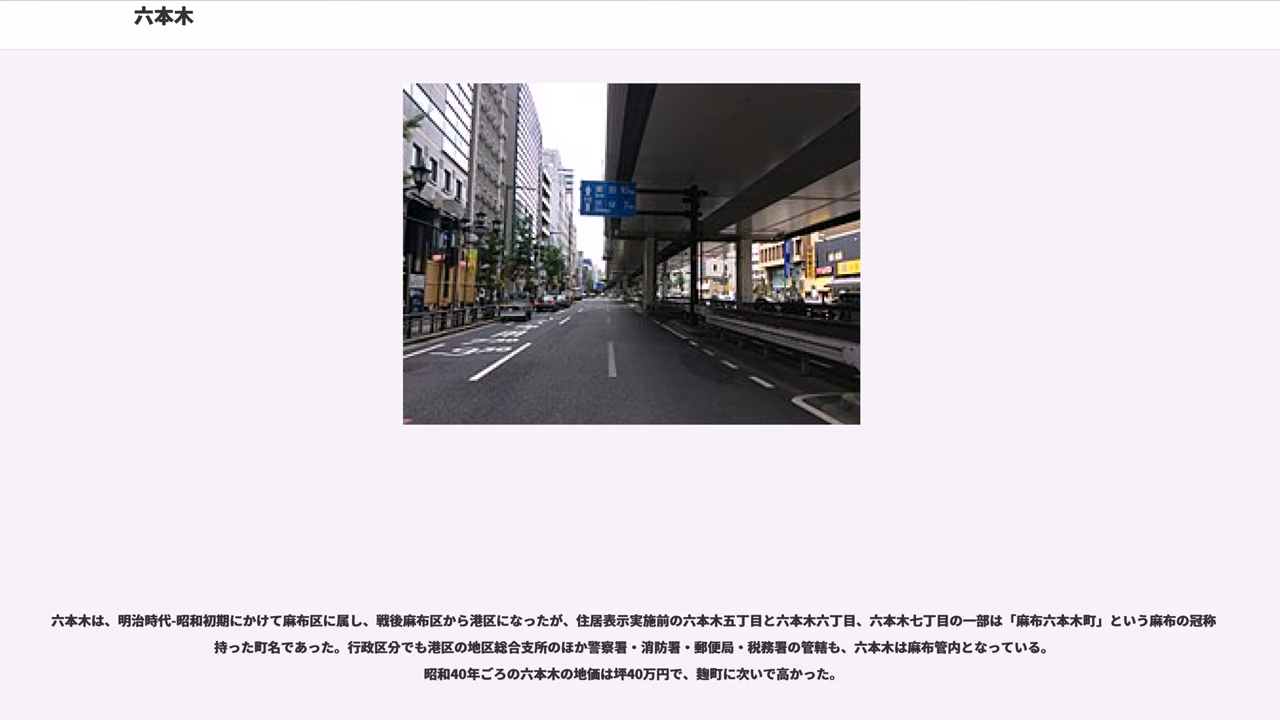 六本木
六本木は、明治時代-昭和初期にかけて麻布区に属し、戦後麻布区から港区になったが、住居表示実施前の六本木五丁目と六本木六丁目、六本木七丁目の一部は「麻布六本木町」という麻布の冠称
持った町名であった。行政区分でも港区の地区総合支所のほか警察署・消防署・郵便局・税務署の管轄も、六本木は麻布管内となっている。
昭和40年ごろの六本木の地価は坪40万円で、麹町に次いで高かった。